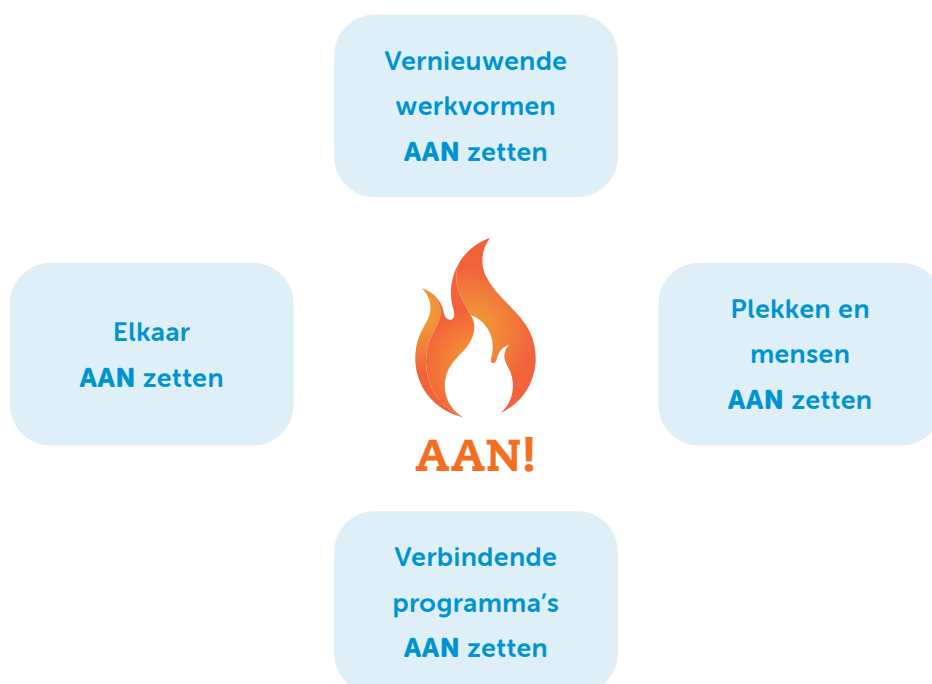 Vernieuwende
werkvormen
AAN zetten
Elkaar
AAN zetten
Plekken en
mensen
AAN zetten
AAN!
Verbindende
programma's
AAN zetten